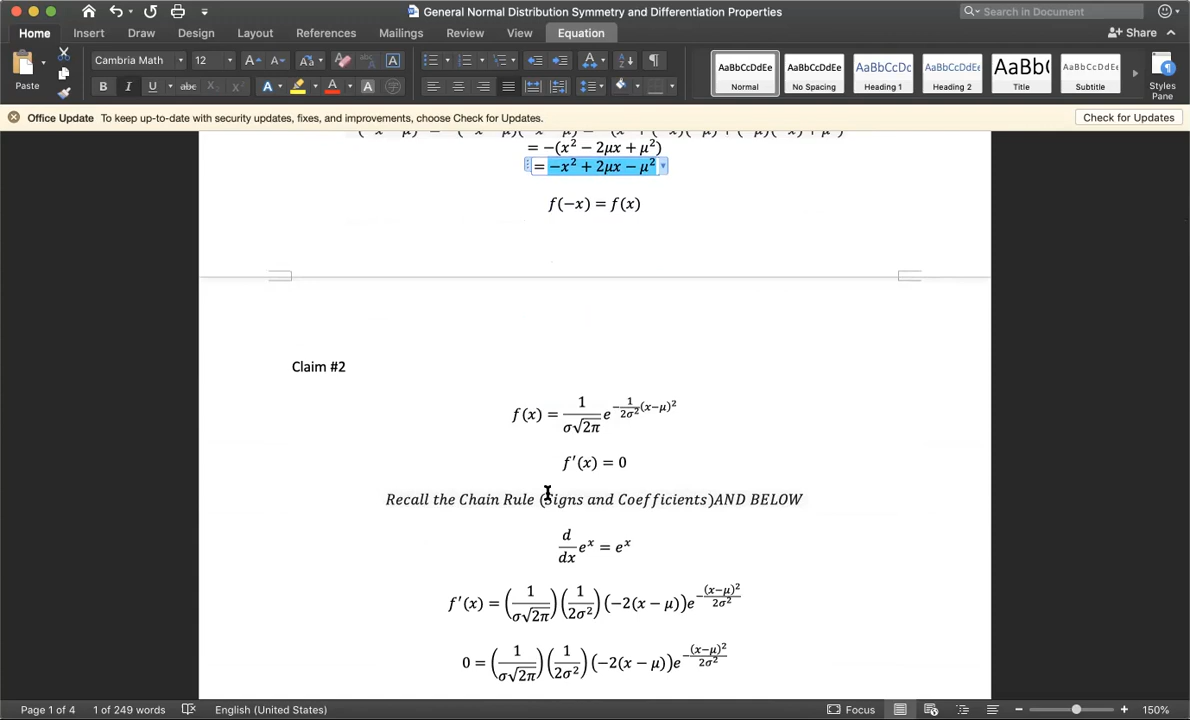 General Normal Distribution Symmetry and Differentiation Properties
Search in Document
Home Insert Draw Design Layout References Mailings Review View Equation
Share
Paste
Cambria Math 12
AaBbCcDdEe AaBbCcDdEe AaBbCcDc AaBbCcDdEe AaBb( AaBbCcDdEe
Normal No Spacing Heading 1 Heading 2 Title Subtitle
Styles Pane
Office Update To keep up-to-date with security updates, fixes, and improvements, choose Check for Updates.
Check for Updates
= −(x² − 2μx + μ²)
= −x² + 2μx − μ²
f(−x) = f(x)
Claim #2
f(x) = 1/(σ√2π) e^(−1/(2σ²)(x−μ)²)
f′(x) = 0
Recall the Chain Rule (Signs and Coefficients)AND BELOW
d/dx e^x = e^x
f′(x) = (1/(σ√2π))(1/(2σ²))(−2(x − μ))e^(−(x−μ)²/(2σ²))
0 = (1/(σ√2π))(1/(2σ²))(−2(x − μ))e^(−(x−μ)²/(2σ²))
Page 1 of 4
1 of 249 words
English (United States)
Focus
150%